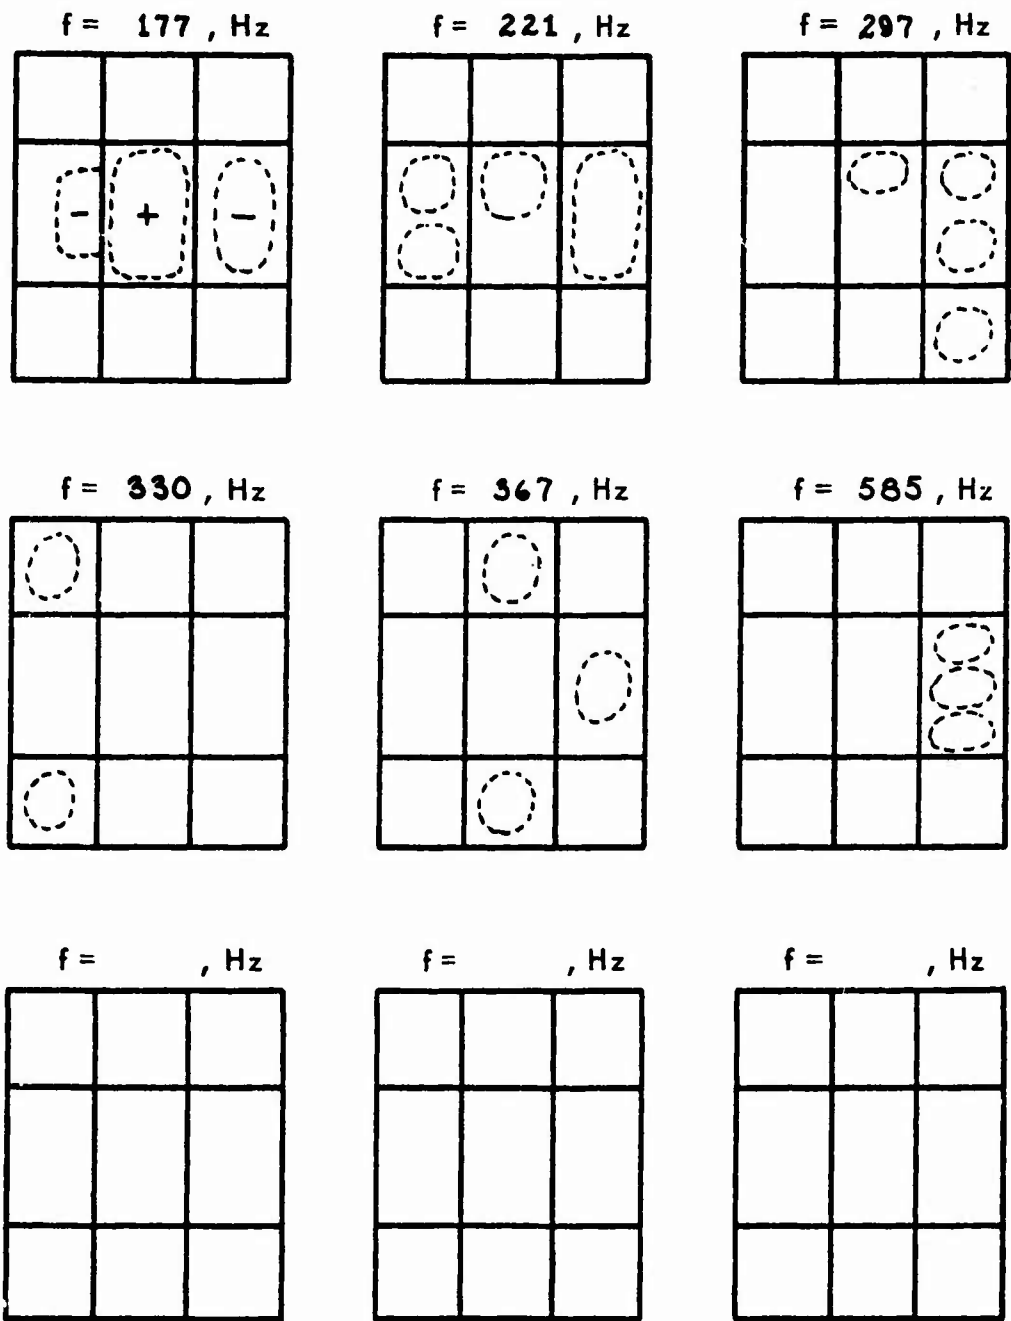 f = 177 , Hz
f = 221 , Hz
f = 297 , Hz
- + -
f = 330 , Hz
f = 367 , Hz
f = 585 , Hz
f = , Hz
f = , Hz
f = , Hz